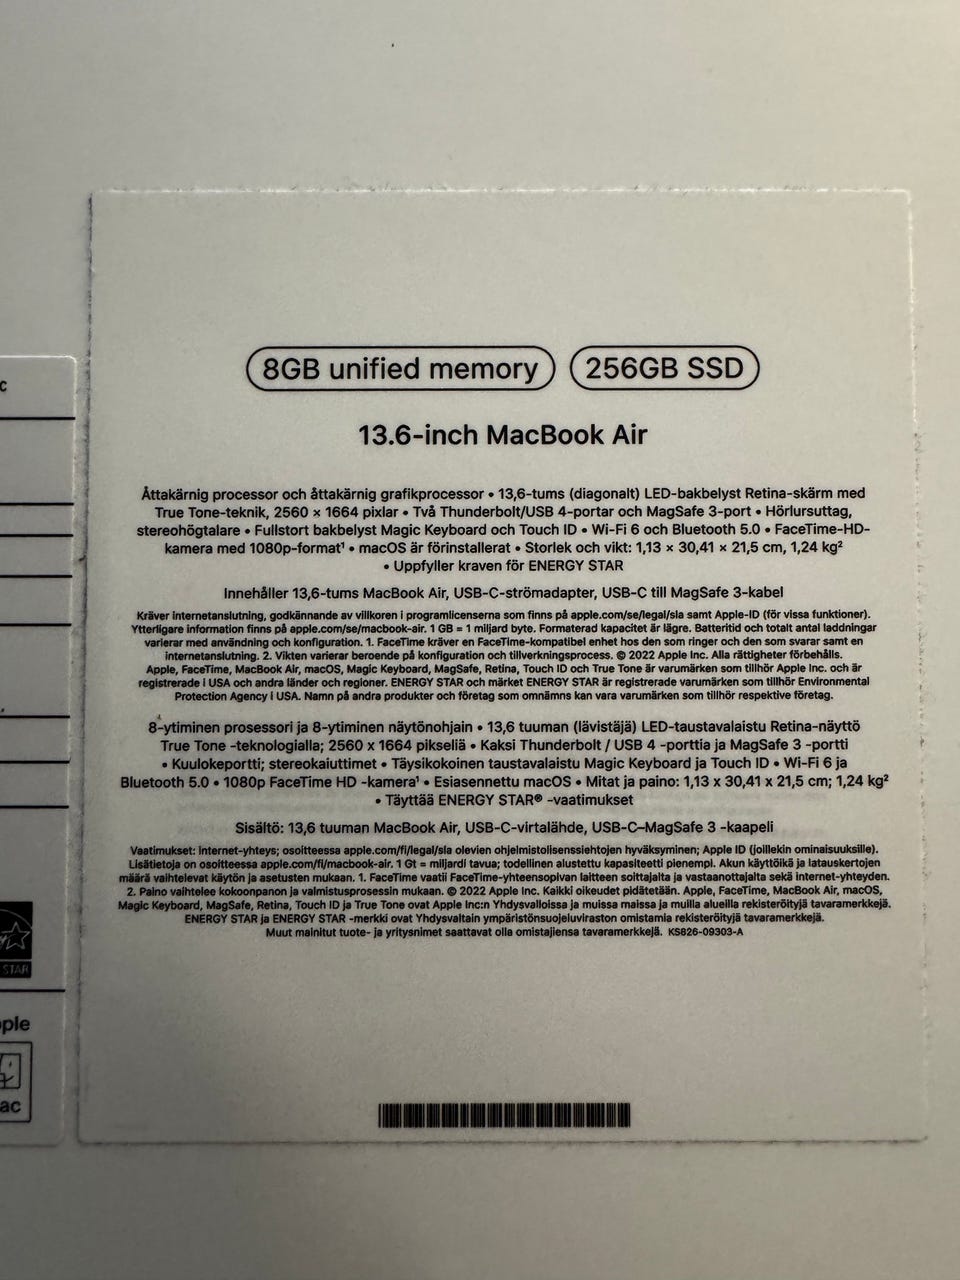 c
8GB unified memory
256GB SSD
13.6-inch MacBook Air
Åttakärnig processor och åttakärnig grafikprocessor • 13,6-tums (diagonalt) LED-bakbelyst Retina-skärm med
True Tone-teknik, 2560 × 1664 pixlar • Två Thunderbolt/USB 4-portar och MagSafe 3-port • Hörlursuttag,
stereohögtalare • Fullstort bakbelyst Magic Keyboard och Touch ID • Wi-Fi 6 och Bluetooth 5.0 • FaceTime-HD-
kamera med 1080p-format¹ • macOS är förinstallerat • Storlek och vikt: 1,13 × 30,41 × 21,5 cm, 1,24 kg²
• Uppfyller kraven för ENERGY STAR
Innehåller 13,6-tums MacBook Air, USB-C-strömadapter, USB-C till MagSafe 3-kabel
Kräver internetanslutning, godkännande av villkoren i programlicenserna som finns på apple.com/se/legal/sla samt Apple-ID (för vissa funktioner).
Ytterligare information finns på apple.com/se/macbook-air. 1 GB = 1 miljard byte. Formaterad kapacitet är lägre. Batteritid och totalt antal laddningar
varierar med användning och konfiguration. 1. FaceTime kräver en FaceTime-kompatibel enhet hos den som ringer och den som svarar samt en
internetanslutning. 2. Vikten varierar beroende på konfiguration och tillverkningsprocess. © 2022 Apple Inc. Alla rättigheter förbehålls.
Apple, FaceTime, MacBook Air, macOS, Magic Keyboard, MagSafe, Retina, Touch ID och True Tone är varumärken som tillhör Apple Inc. och är
registrerade i USA och andra länder och regioner. ENERGY STAR och märket ENERGY STAR är registrerade varumärken som tillhör Environmental
Protection Agency i USA. Namn på andra produkter och företag som omnämns kan vara varumärken som tillhör respektive företag.
8-ytiminen prosessori ja 8-ytiminen näytönohjain • 13,6 tuuman (lävistäjä) LED-taustavalaistu Retina-näyttö
True Tone -teknologialla; 2560 x 1664 pikseliä • Kaksi Thunderbolt / USB 4 -porttia ja MagSafe 3 -portti
• Kuulokeportti; stereokaiuttimet • Täysikokoinen taustavalaistu Magic Keyboard ja Touch ID • Wi-Fi 6 ja
Bluetooth 5.0 • 1080p FaceTime HD -kamera¹ • Esiasennettu macOS • Mitat ja paino: 1,13 x 30,41 x 21,5 cm; 1,24 kg²
• Täyttää ENERGY STAR® -vaatimukset
Sisältö: 13,6 tuuman MacBook Air, USB-C-virtalähde, USB-C–MagSafe 3 -kaapeli
Vaatimukset: internet-yhteys; osoitteessa apple.com/fi/legal/sla olevien ohjelmistolisenssiehtojen hyväksyminen; Apple ID (joillekin ominaisuuksille).
Lisätietoja on osoitteessa apple.com/fi/macbook-air. 1 Gt = miljardi tavua; todellinen alustettu kapasiteetti pienempi. Akun käyttöikä ja latauskertojen
määrä vaihtelevat käytön ja asetusten mukaan. 1. FaceTime vaatii FaceTime-yhteensopivan laitteen soittajalta ja vastaanottajalta sekä internet-yhteyden.
2. Paino vaihtelee kokoonpanon ja valmistusprosessin mukaan. © 2022 Apple Inc. Kaikki oikeudet pidätetään. Apple, FaceTime, MacBook Air, macOS,
Magic Keyboard, MagSafe, Retina, Touch ID ja True Tone ovat Apple Inc:n Yhdysvalloissa ja muissa maissa ja muilla alueilla rekisteröityjä tavaramerkkejä.
ENERGY STAR ja ENERGY STAR -merkki ovat Yhdysvaltain ympäristönsuojeluviraston omistamia rekisteröityjä tavaramerkkejä.
Muut mainitut tuote- ja yritysnimet saattavat olla omistajiensa tavaramerkkejä. KS826-09303-A
STAR
ple
ac